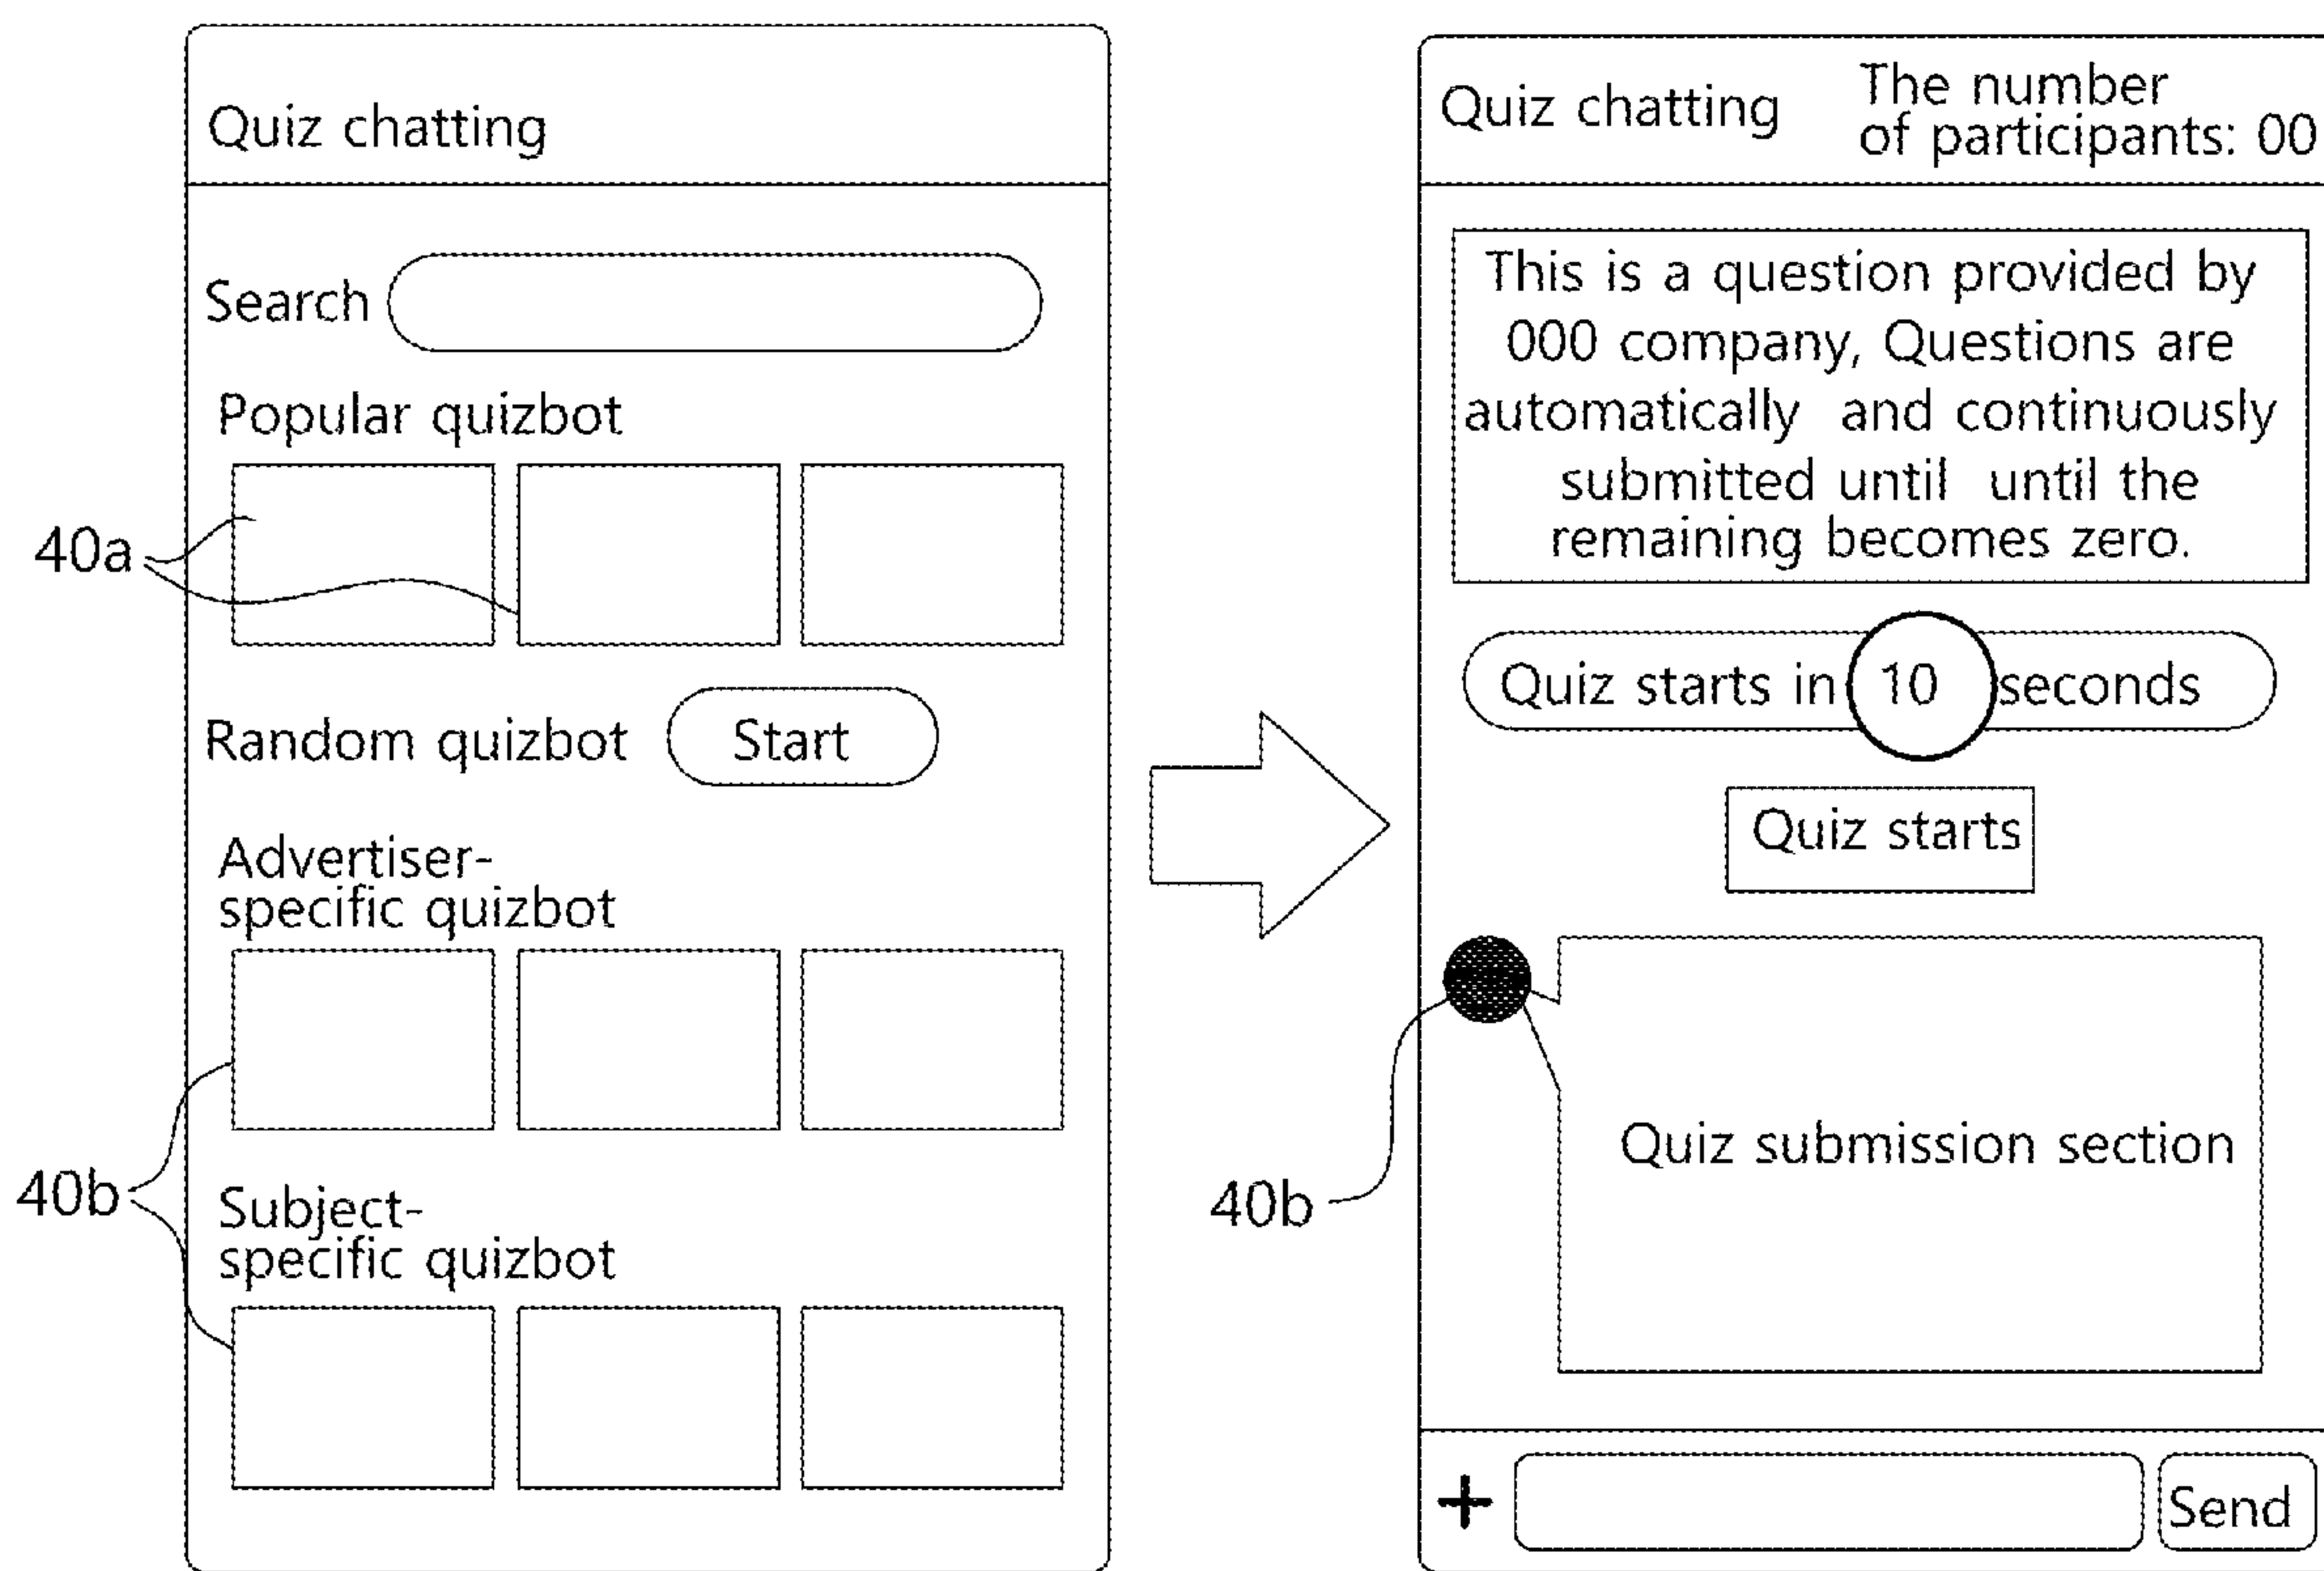 Quiz chatting
Search
Popular quizbot
40a
Random quizbot Start
Advertiser-
specific quizbot
40b
Subject-
specific quizbot
Quiz chatting
The number
of participants: 00
This is a question provided by
000 company, Questions are
automatically and continuously
submitted until until the
remaining becomes zero.
Quiz starts in 10 seconds
Quiz starts
40b
Quiz submission section
+
Send